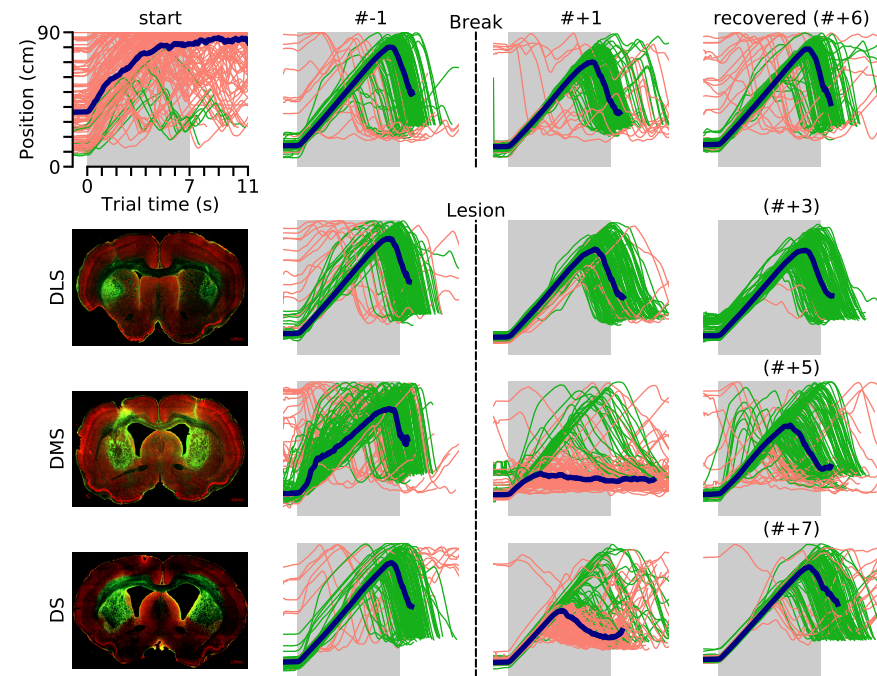 start
#-1
Break
#+1
recovered (#+6)
Position (cm)
90
0
0
7
11
Trial time (s)
Lesion
(#+3)
DLS
(#+5)
DMS
(#+7)
DS